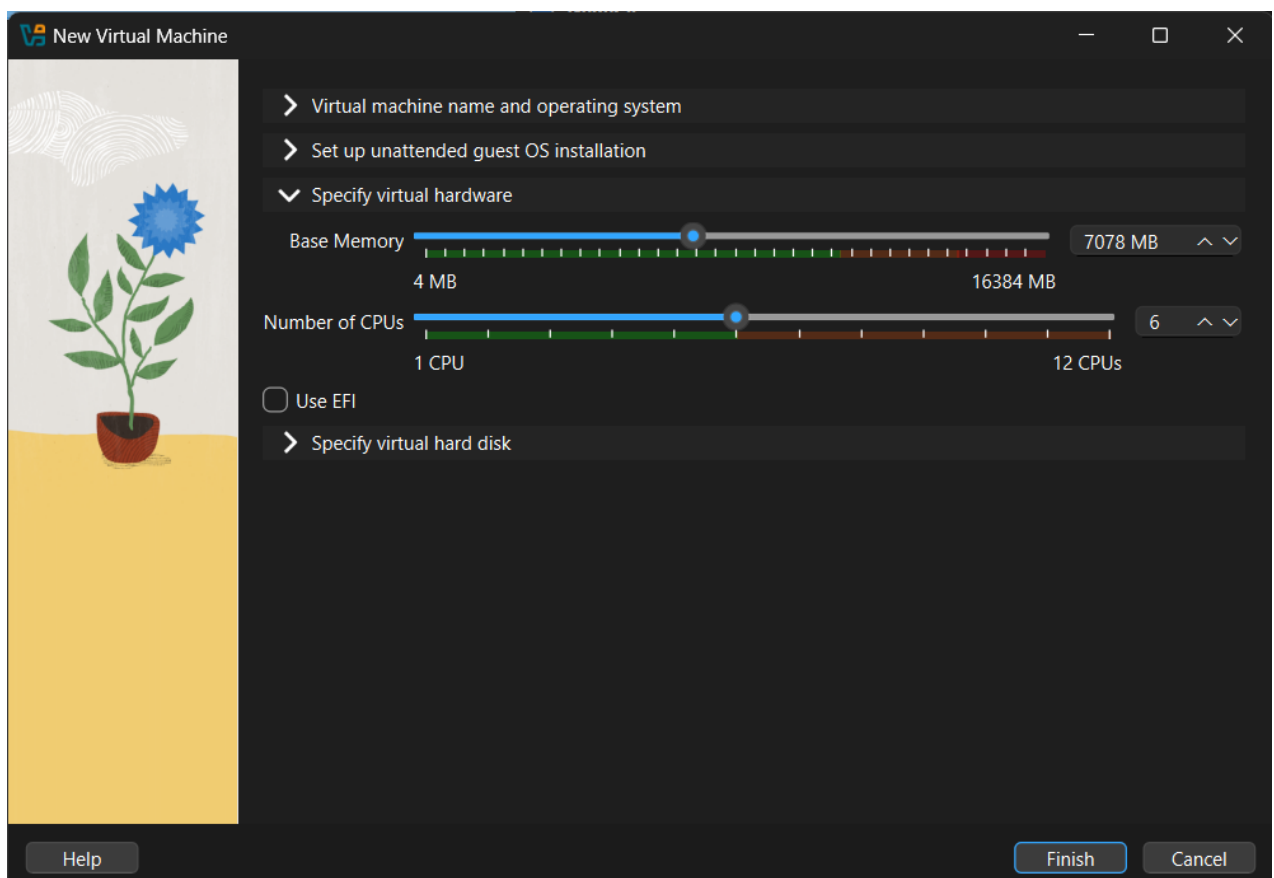 New Virtual Machine
Virtual machine name and operating system
Set up unattended guest OS installation
Specify virtual hardware
Base Memory 7078 MB
4 MB 16384 MB
Number of CPUs 6
1 CPU 12 CPUs
Use EFI
Specify virtual hard disk
Help Finish Cancel